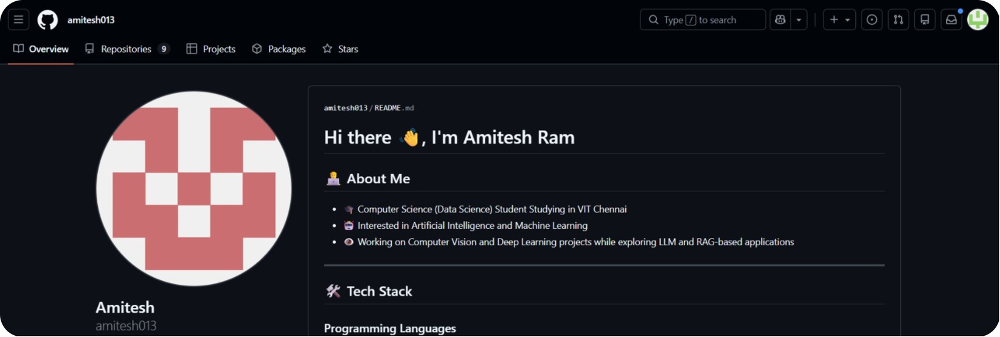 amitesh013
Type / to search
Overview
Repositories 9
Projects
Packages
Stars
amitesh013/README.md
Hi there 👋, I'm Amitesh Ram
🧑‍💻 About Me
🎓 Computer Science (Data Science) Student Studying in VIT Chennai
🤖 Interested in Artificial Intelligence and Machine Learning
👁️ Working on Computer Vision and Deep Learning projects while exploring LLM and RAG-based applications
🛠️ Tech Stack
Programming Languages
Amitesh
amitesh013